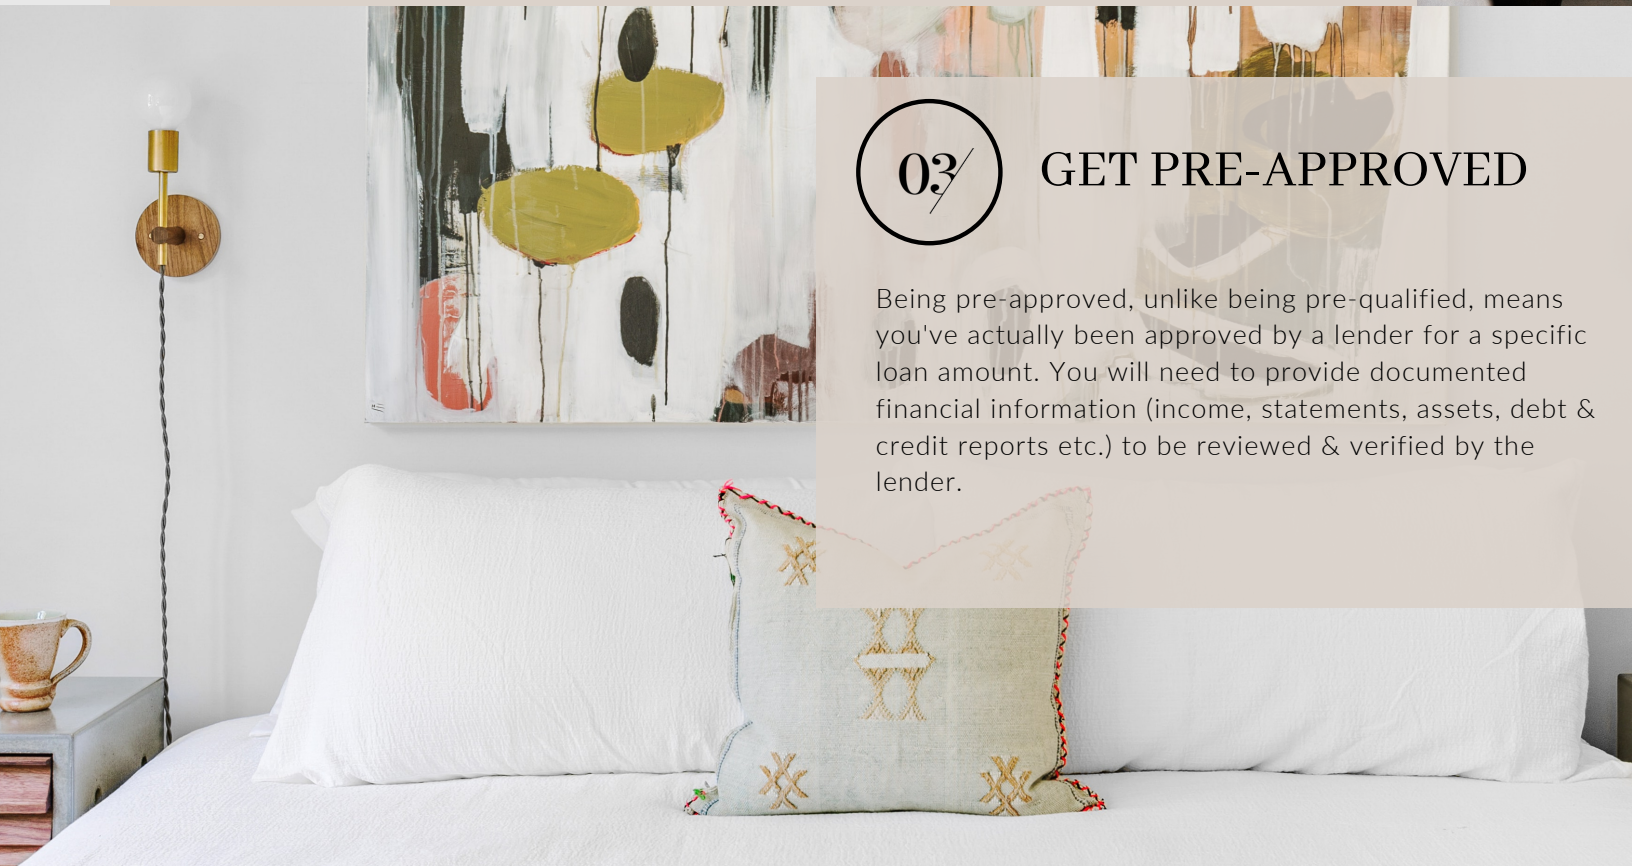 03
GET PRE-APPROVED
Being pre-approved, unlike being pre-qualified, means
you've actually been approved by a lender for a specific
loan amount. You will need to provide documented
financial information (income, statements, assets, debt &
credit reports etc.) to be reviewed & verified by the
lender.